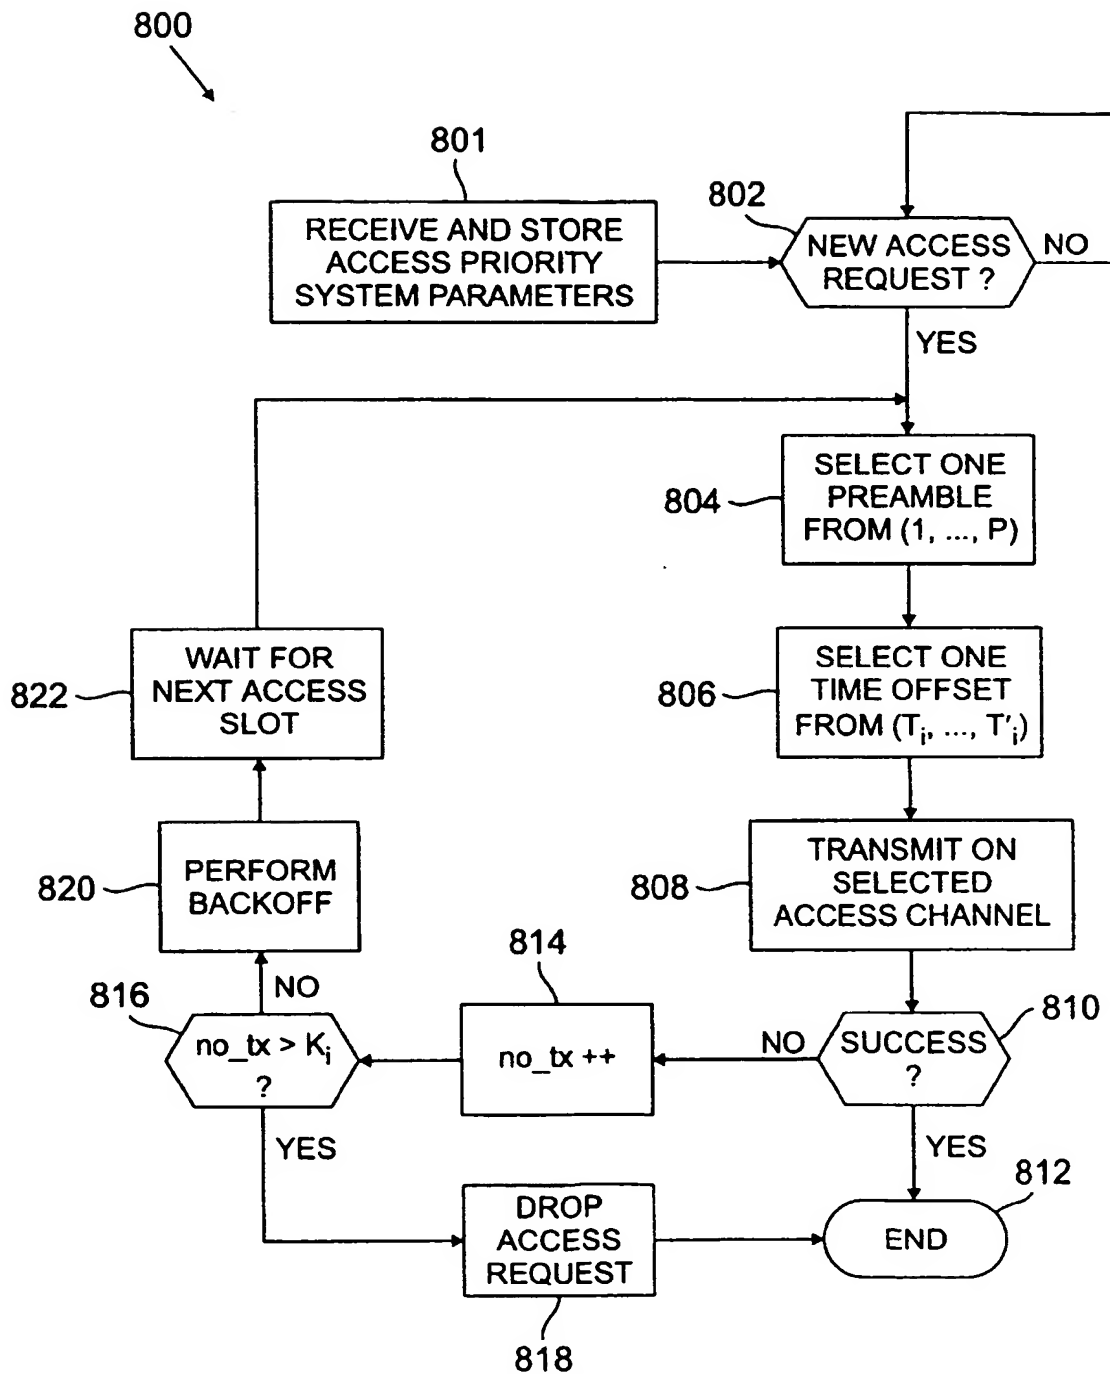 800
801
RECEIVE AND STORE
ACCESS PRIORITY
SYSTEM PARAMETERS
802
NEW ACCESS
REQUEST ?
NO
YES
804
SELECT ONE
PREAMBLE
FROM (1, ..., P)
806
SELECT ONE
TIME OFFSET
FROM (Tᵢ, ..., T'ᵢ)
808
TRANSMIT ON
SELECTED
ACCESS CHANNEL
810
SUCCESS
?
NO
YES
812
END
814
no_tx ++
816
no_tx > Kᵢ
?
NO
YES
818
DROP
ACCESS
REQUEST
820
PERFORM
BACKOFF
822
WAIT FOR
NEXT ACCESS
SLOT